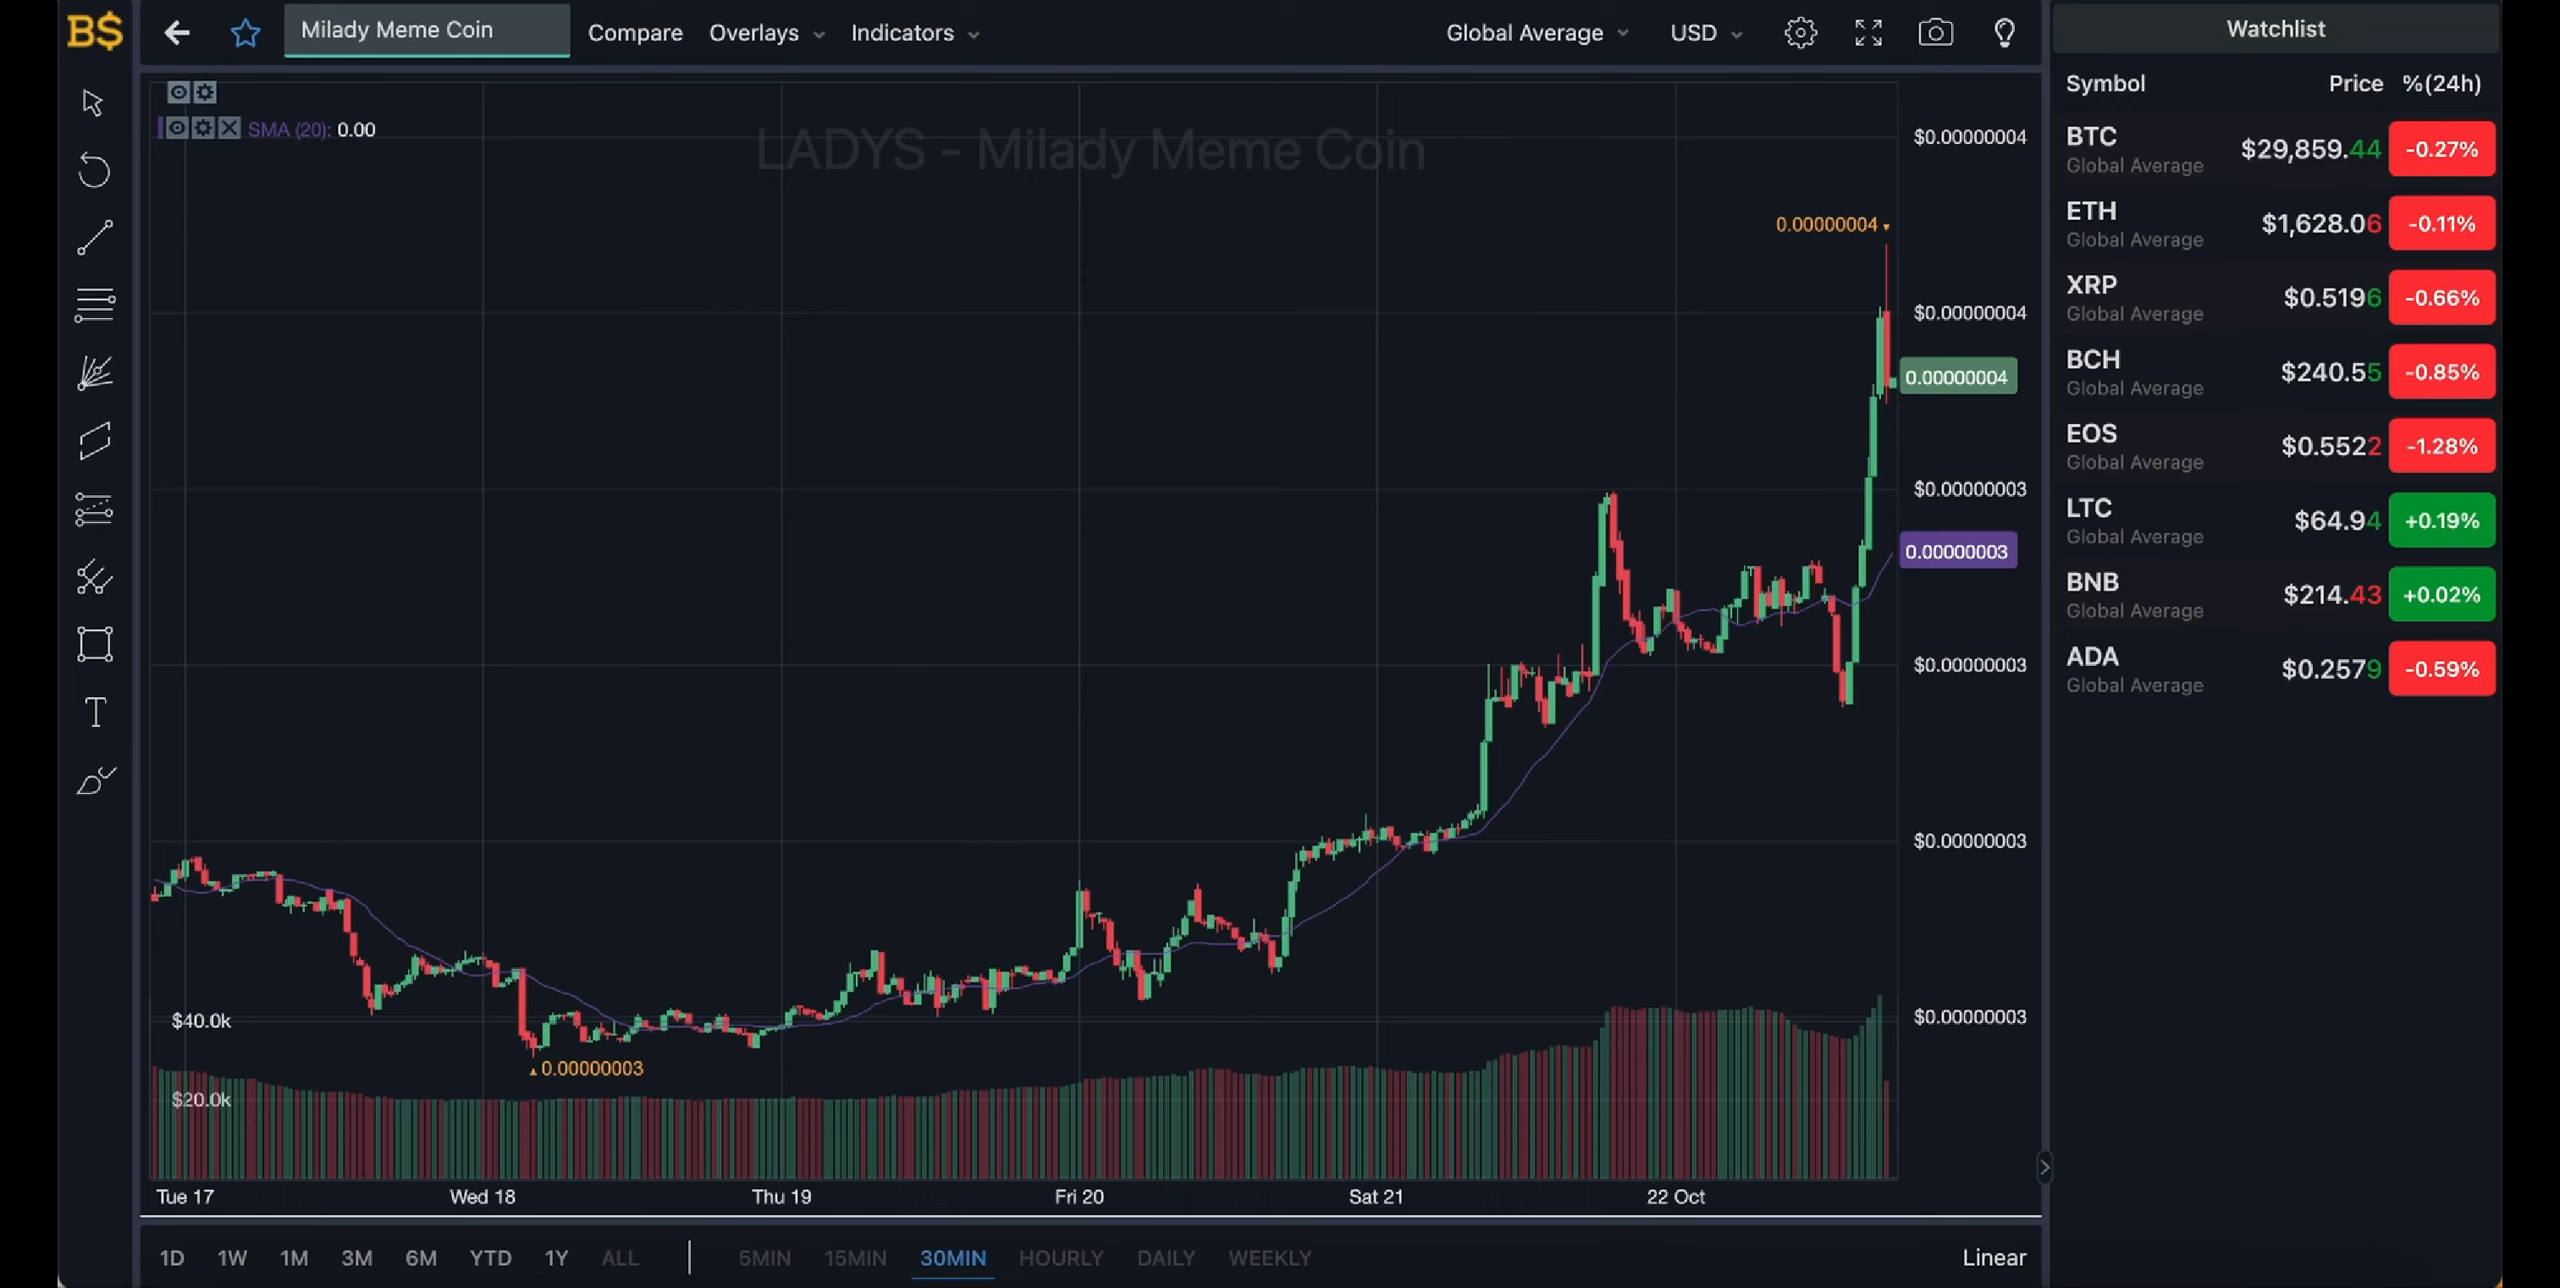 B$
Milady Meme Coin
Compare
Overlays
Indicators
Global Average
USD
SMA (20): 0.00
LADYS - Milady Meme Coin
$0.00000004
0.00000004
$0.00000004
0.00000004
$0.00000003
0.00000003
$0.00000003
$0.00000003
$0.00000003
0.00000003
$40.0k
$20.0k
Tue 17
Wed 18
Thu 19
Fri 20
Sat 21
22 Oct
1D 1W 1M 3M 6M YTD 1Y ALL
5MIN 15MIN 30MIN HOURLY DAILY WEEKLY
Linear
Watchlist
Symbol Price %(24h)
BTC $29,859.44 -0.27%
Global Average
ETH $1,628.06 -0.11%
Global Average
XRP $0.5196 -0.66%
Global Average
BCH $240.55 -0.85%
Global Average
EOS $0.5522 -1.28%
Global Average
LTC $64.94 +0.19%
Global Average
BNB $214.43 +0.02%
Global Average
ADA $0.2579 -0.59%
Global Average